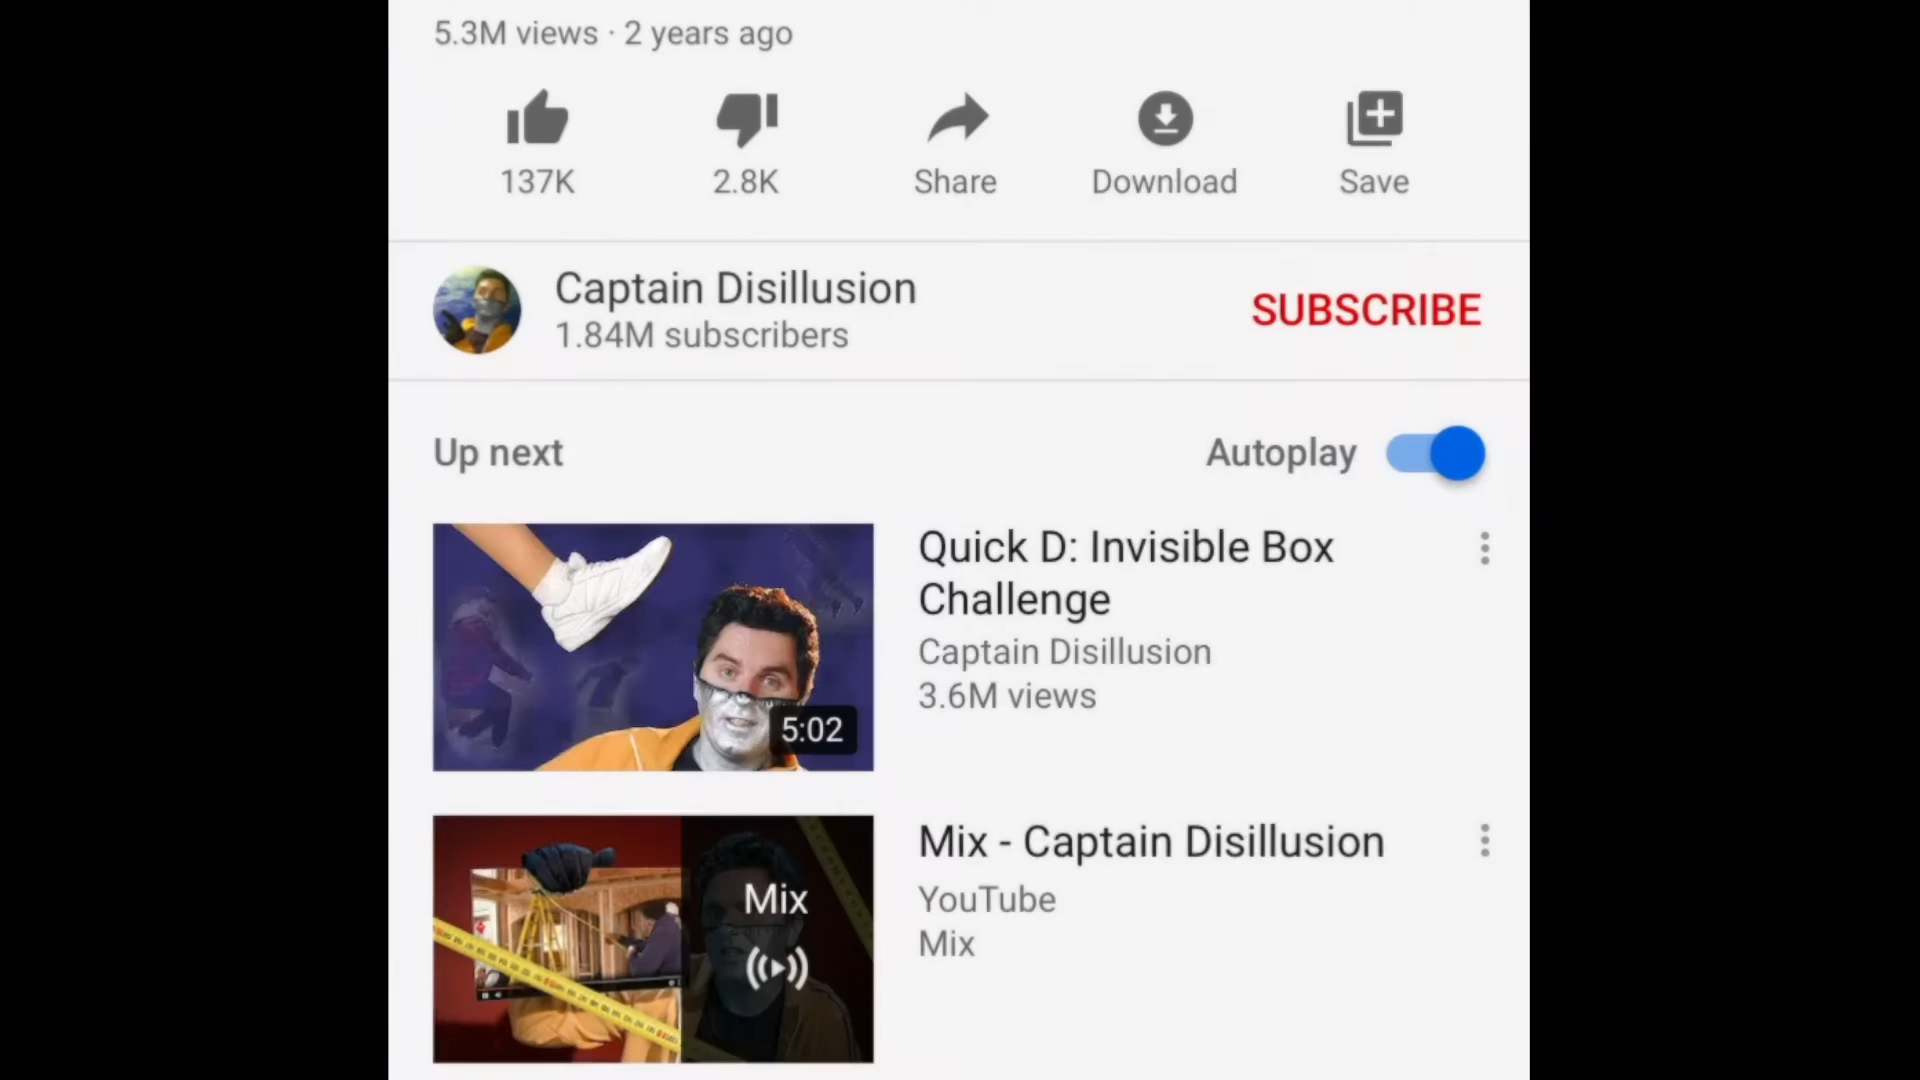 5.3M views · 2 years ago
137K
2.8K
Share
Download
Save
Captain Disillusion
1.84M subscribers
SUBSCRIBE
Up next
Autoplay
5:02
Quick D: Invisible Box
Challenge
Captain Disillusion
3.6M views
Mix
Mix - Captain Disillusion
YouTube
Mix